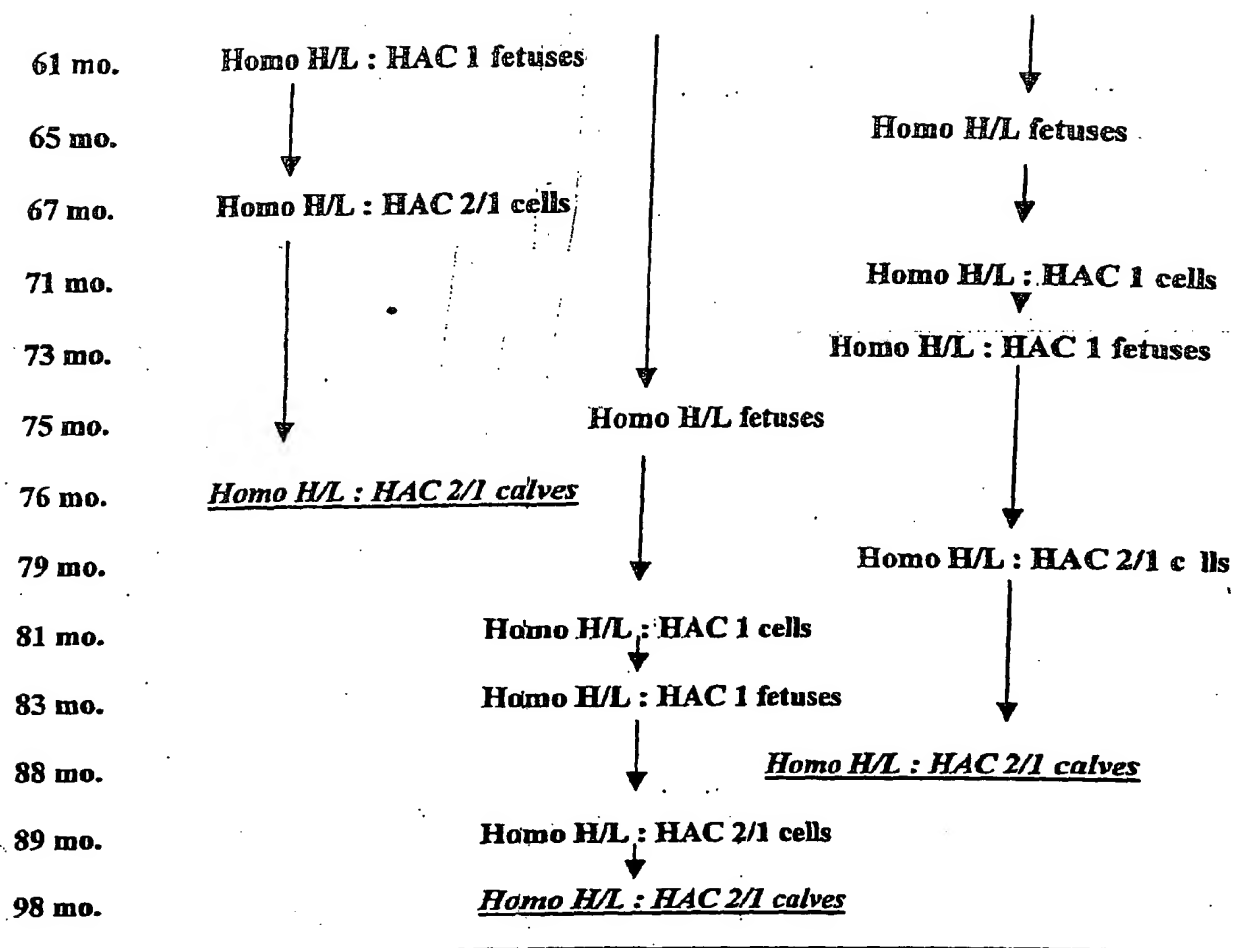 61 mo. Homo H/L : HAC 1 fetuses
65 mo. Homo H/L fetuses
67 mo. Homo H/L : HAC 2/1 cells
71 mo. Homo H/L : HAC 1 cells
73 mo. Homo H/L : HAC 1 fetuses
75 mo. Homo H/L fetuses
76 mo. Homo H/L : HAC 2/1 calves
79 mo. Homo H/L : HAC 2/1 c lls
81 mo. Homo H/L : HAC 1 cells
83 mo. Homo H/L : HAC 1 fetuses
88 mo. Homo H/L : HAC 2/1 calves
89 mo. Homo H/L : HAC 2/1 cells
98 mo. Homo H/L : HAC 2/1 calves